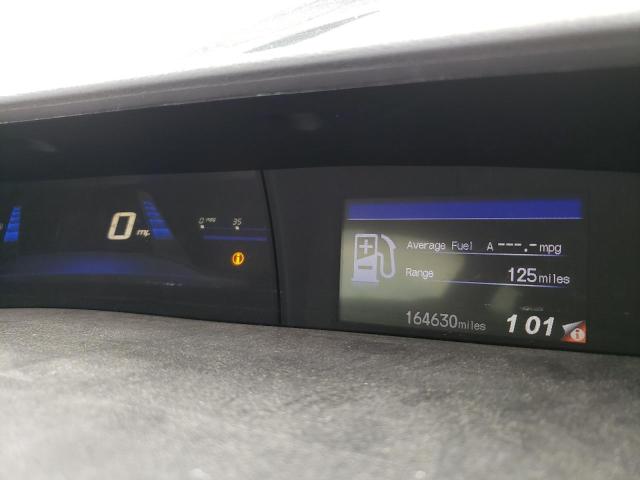 0 mph
0 MPG 35
Average Fuel A ---.- mpg
Range 125 miles
164630 miles 101